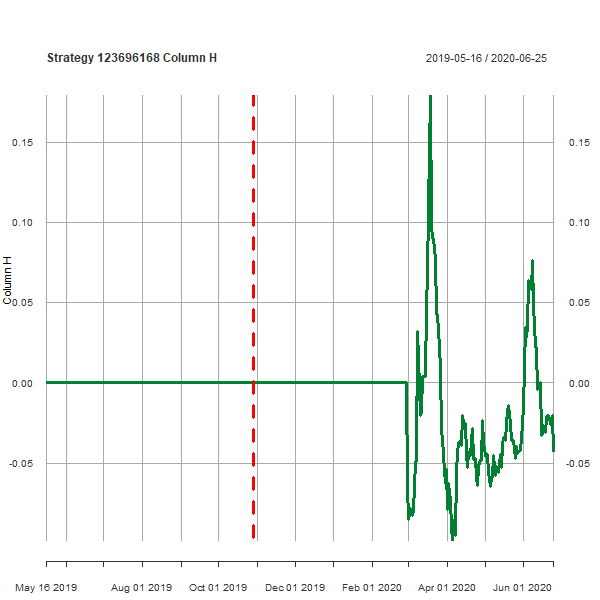 Strategy 123696168 Column H
2019-05-16 / 2020-06-25
0.15
0.10
0.05
0.00
-0.05
Column H
0.15
0.10
0.05
0.00
-0.05
May 16 2019
Aug 01 2019
Oct 01 2019
Dec 01 2019
Feb 01 2020
Apr 01 2020
Jun 01 2020